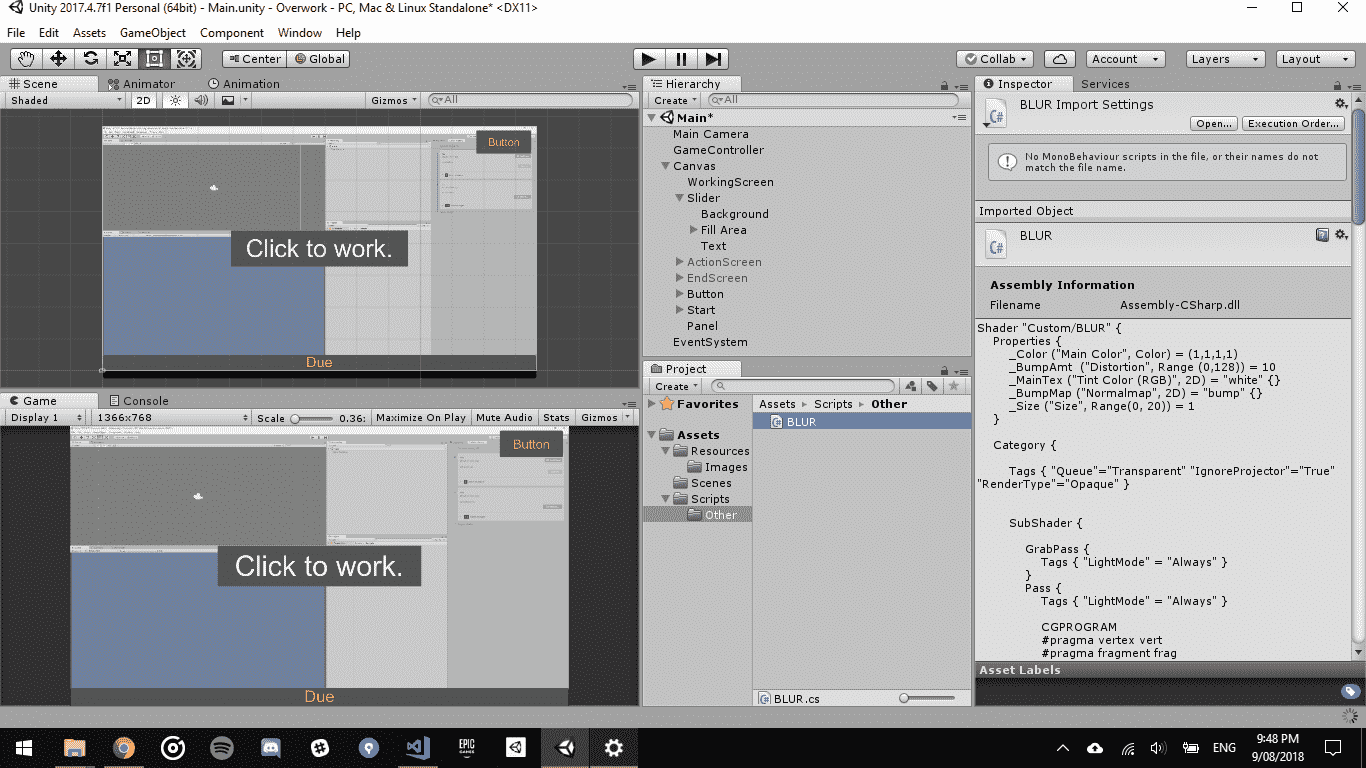 Unity 2017.4.7f1 Personal (64bit) - Main.unity - Overwork - PC, Mac & Linux Standalone* <DX11>
File Edit Assets GameObject Component Window Help
Center Global
Collab Account Layers Layout
Scene Animator Animation
Shaded 2D Gizmos All
Button
Click to work.
Due
Game Console
Display 1 1366x768 Scale 0.36: Maximize On Play Mute Audio Stats Gizmos
Button
Click to work.
Due
Hierarchy
Create All
Main*
Main Camera
GameController
Canvas
WorkingScreen
Slider
Background
Fill Area
Text
ActionScreen
EndScreen
Button
Start
Panel
EventSystem
Project
Create
Favorites
Assets
Resources
Images
Scenes
Scripts
Other
Assets Scripts Other
BLUR
BLUR.cs
Inspector Services
BLUR Import Settings
Open... Execution Order...
No MonoBehaviour scripts in the file, or their names do not
match the file name.
Imported Object
BLUR
Assembly Information
Filename Assembly-CSharp.dll
Shader "Custom/BLUR" {
Properties {
_Color ("Main Color", Color) = (1,1,1,1)
_BumpAmt ("Distortion", Range (0,128)) = 10
_MainTex ("Tint Color (RGB)", 2D) = "white" {}
_BumpMap ("Normalmap", 2D) = "bump" {}
_Size ("Size", Range(0, 20)) = 1
}
Category {
Tags { "Queue"="Transparent" "IgnoreProjector"="True"
"RenderType"="Opaque" }
SubShader {
GrabPass {
Tags { "LightMode" = "Always" }
}
Pass {
Tags { "LightMode" = "Always" }
CGPROGRAM
#pragma vertex vert
#pragma fragment frag
Asset Labels
EPIC
GAMES
ENG
9:48 PM
9/08/2018